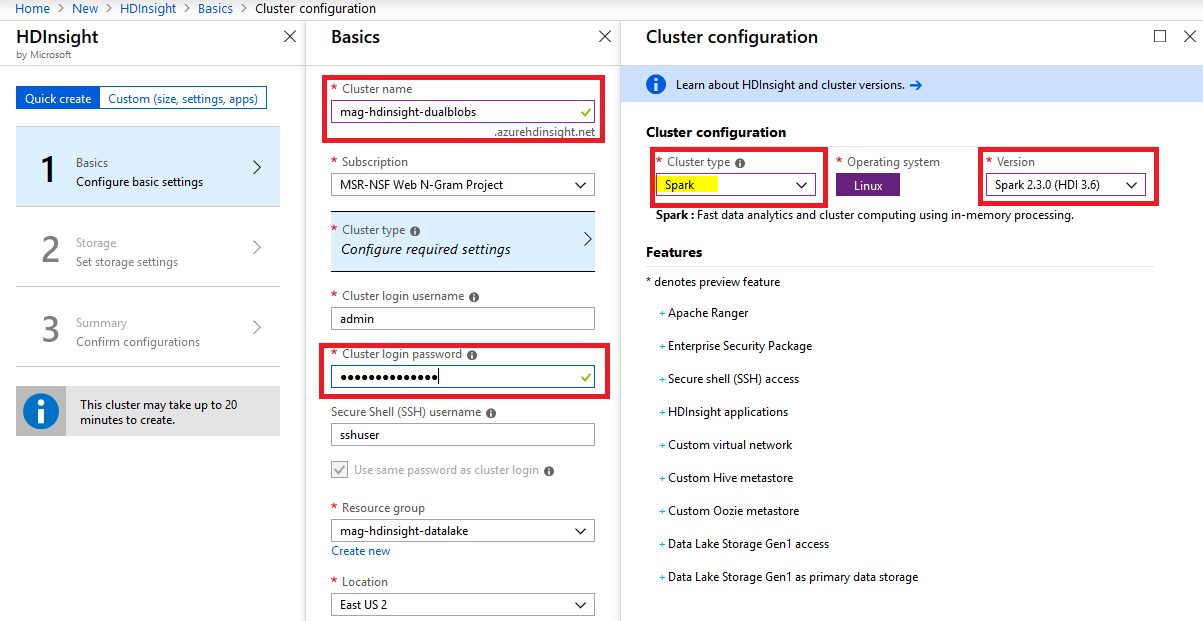 Home > New > HDInsight > Basics > Cluster configuration
HDInsight
by Microsoft
Quick create
Custom (size, settings, apps)
1
Basics
Configure basic settings
2
Storage
Set storage settings
3
Summary
Confirm configurations
This cluster may take up to 20
minutes to create.
Basics
* Cluster name
mag-hdinsight-dualblobs
.azurehdinsight.net
* Subscription
MSR-NSF Web N-Gram Project
* Cluster type
Configure required settings
* Cluster login username
admin
* Cluster login password
••••••••••••••
Secure Shell (SSH) username
sshuser
Use same password as cluster login
* Resource group
mag-hdinsight-datalake
Create new
* Location
East US 2
Cluster configuration
Learn about HDInsight and cluster versions. →
Cluster configuration
* Cluster type
Spark
* Operating system
Linux
* Version
Spark 2.3.0 (HDI 3.6)
Spark : Fast data analytics and cluster computing using in-memory processing.
Features
* denotes preview feature
+ Apache Ranger
+ Enterprise Security Package
+ Secure shell (SSH) access
+ HDInsight applications
+ Custom virtual network
+ Custom Hive metastore
+ Custom Oozie metastore
+ Data Lake Storage Gen1 access
+ Data Lake Storage Gen1 as primary data storage